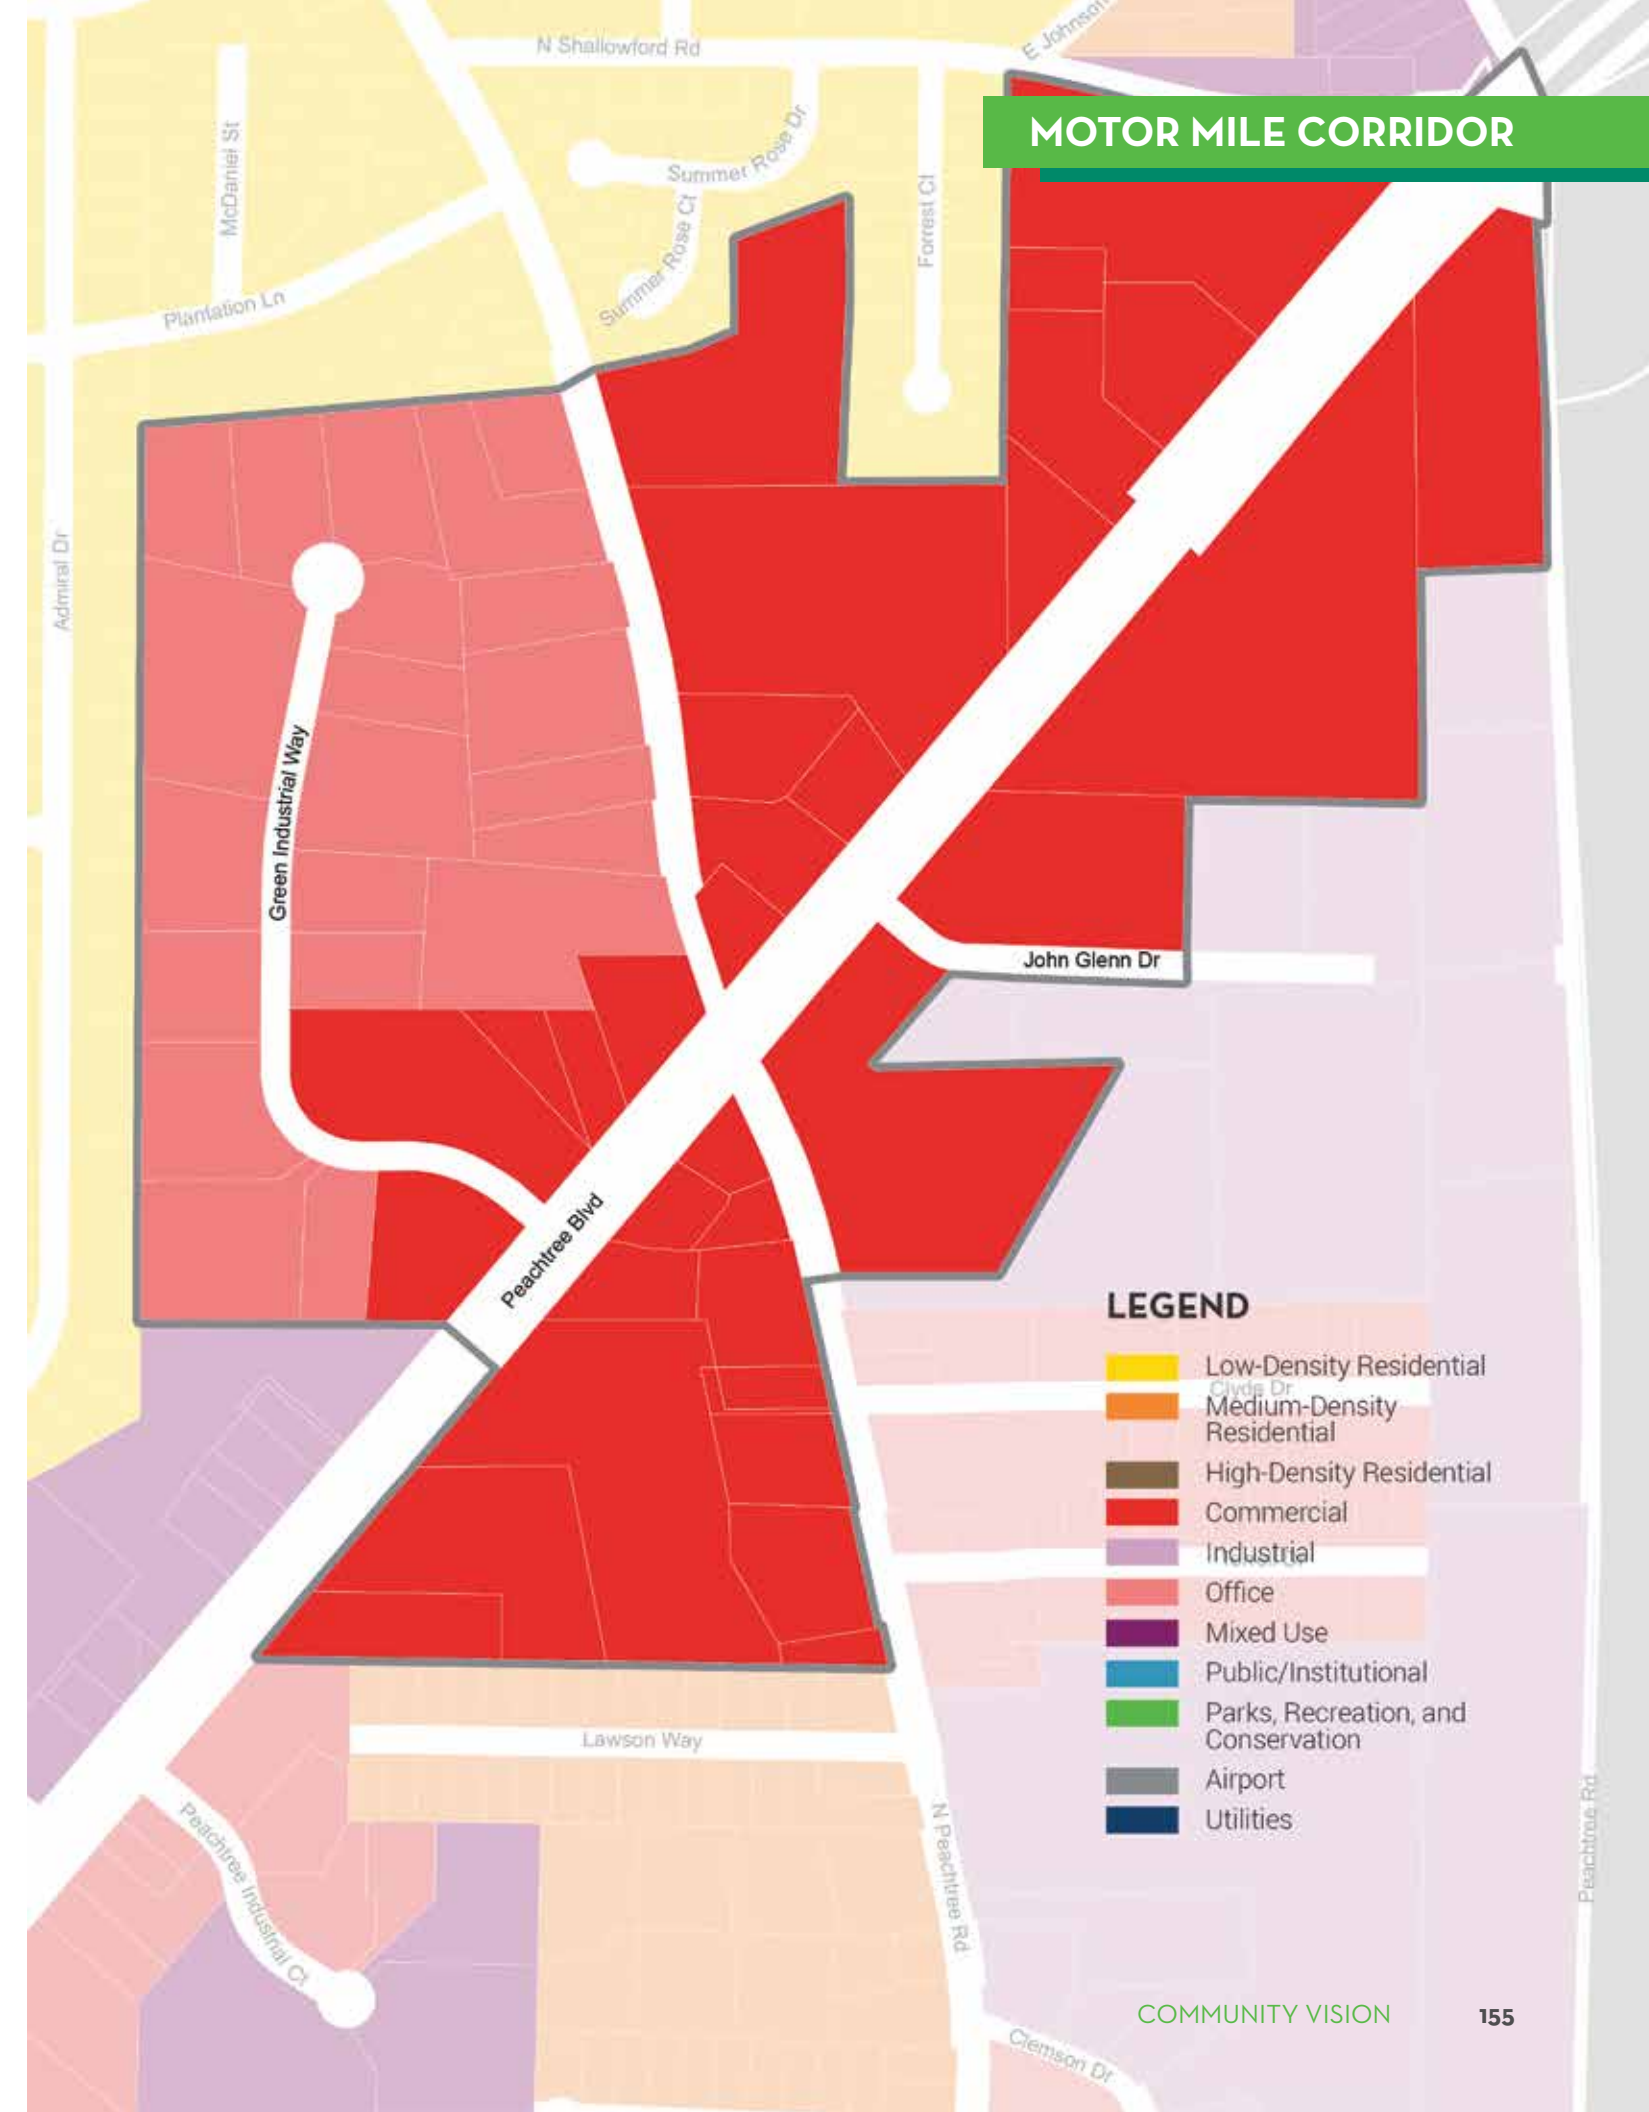 N Shallowford Rd
E Johnson
MOTOR MILE CORRIDOR
McDaniel St
Summer Rose Dr
Forrest Ct
Summer Rose Ct
Plantation Ln
Admiral Dr
Green Industrial Way
John Glenn Dr
Peachtree Blvd
LEGEND
Low-Density Residential
Clyde Dr
Medium-Density
Residential
High-Density Residential
Commercial
Industrial
Office
Mixed Use
Public/Institutional
Parks, Recreation, and
Conservation
Airport
Utilities
Lawson Way
Peachtree Industrial Ct
N Peachtree Rd
Peachtree Rd
COMMUNITY VISION 155
Clemson Dr